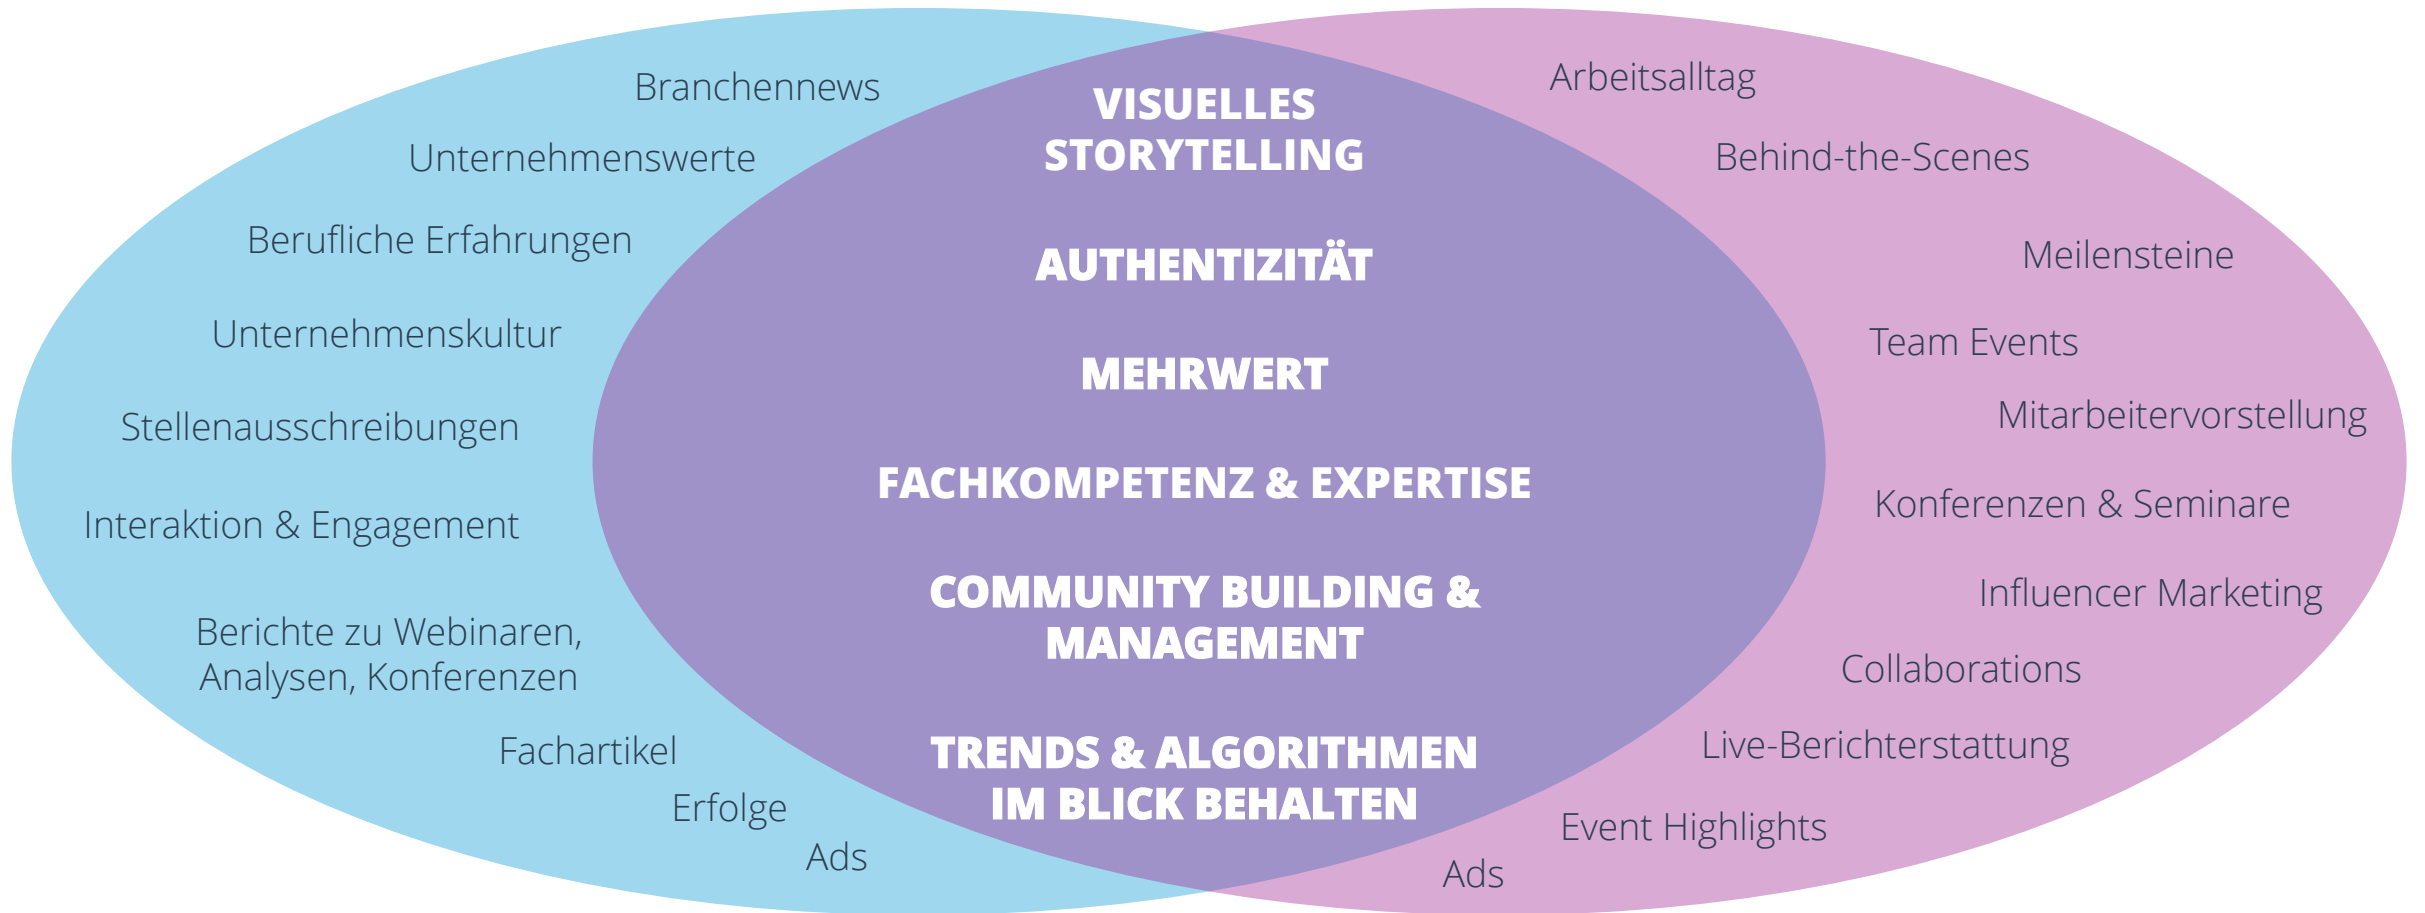 Branchennews
Unternehmenswerte
Berufliche Erfahrungen
Unternehmenskultur
Stellenausschreibungen
Interaktion & Engagement
Berichte zu Webinaren,
Analysen, Konferenzen
Fachartikel
Erfolge
Ads
VISUELLES
STORYTELLING
AUTHENTIZITÄT
MEHRWERT
FACHKOMPETENZ & EXPERTISE
COMMUNITY BUILDING &
MANAGEMENT
TRENDS & ALGORITHMEN
IM BLICK BEHALTEN
Arbeitsalltag
Behind-the-Scenes
Meilensteine
Team Events
Mitarbeitervorstellung
Konferenzen & Seminare
Influencer Marketing
Collaborations
Live-Berichterstattung
Event Highlights
Ads